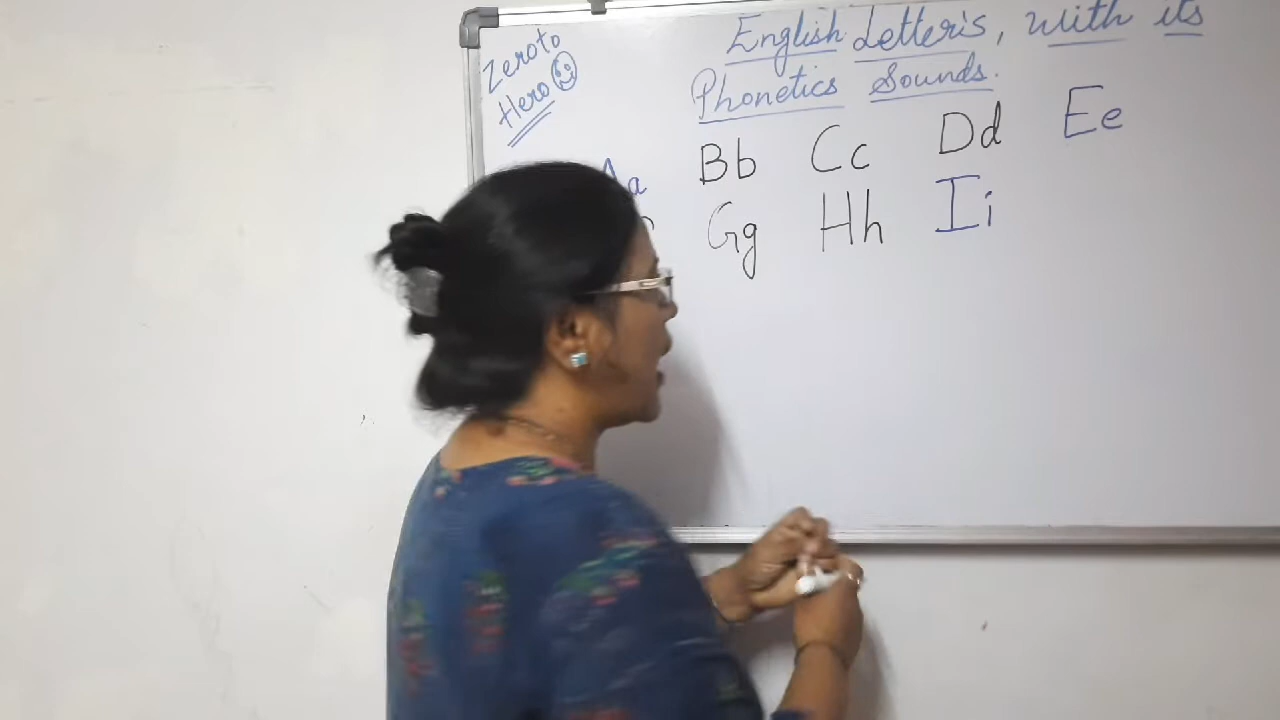 Zero to
Hero
English Letter's, with its
Phonetics Sounds.
Aa Bb Cc Dd Ee
Gg Hh Ii